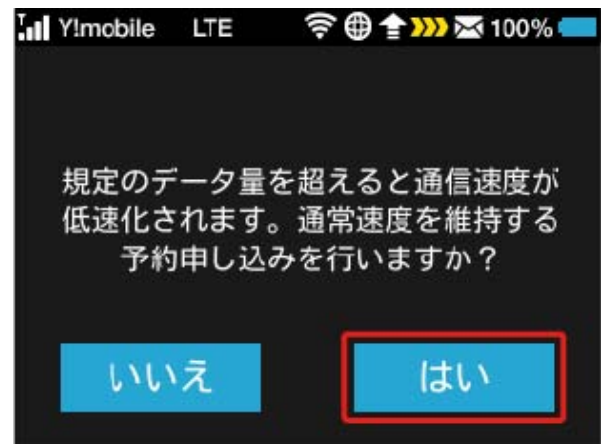 Y!mobile LTE 100%
規定のデータ量を超えると通信速度が
低速化されます。通常速度を維持する
予約申し込みを行いますか？
いいえ はい